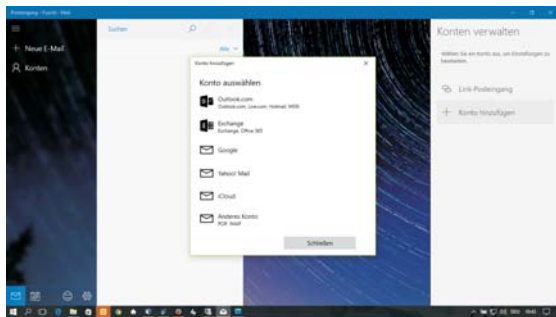 Posteingang - Fuzo26 - Mail
Suchen
Neue E-Mail
Alle
Konten
Konto hinzufügen
Konto auswählen
Outlook.com
Outlook.com, Live.com, Hotmail, MSN
Exchange
Exchange, Office 365
Google
Yahoo! Mail
iCloud
Anderes Konto
POP, IMAP
Schließen
Konten verwalten
Wählen Sie ein Konto aus, um Einstellungen zu
bearbeiten.
Link-Posteingang
Konto hinzufügen